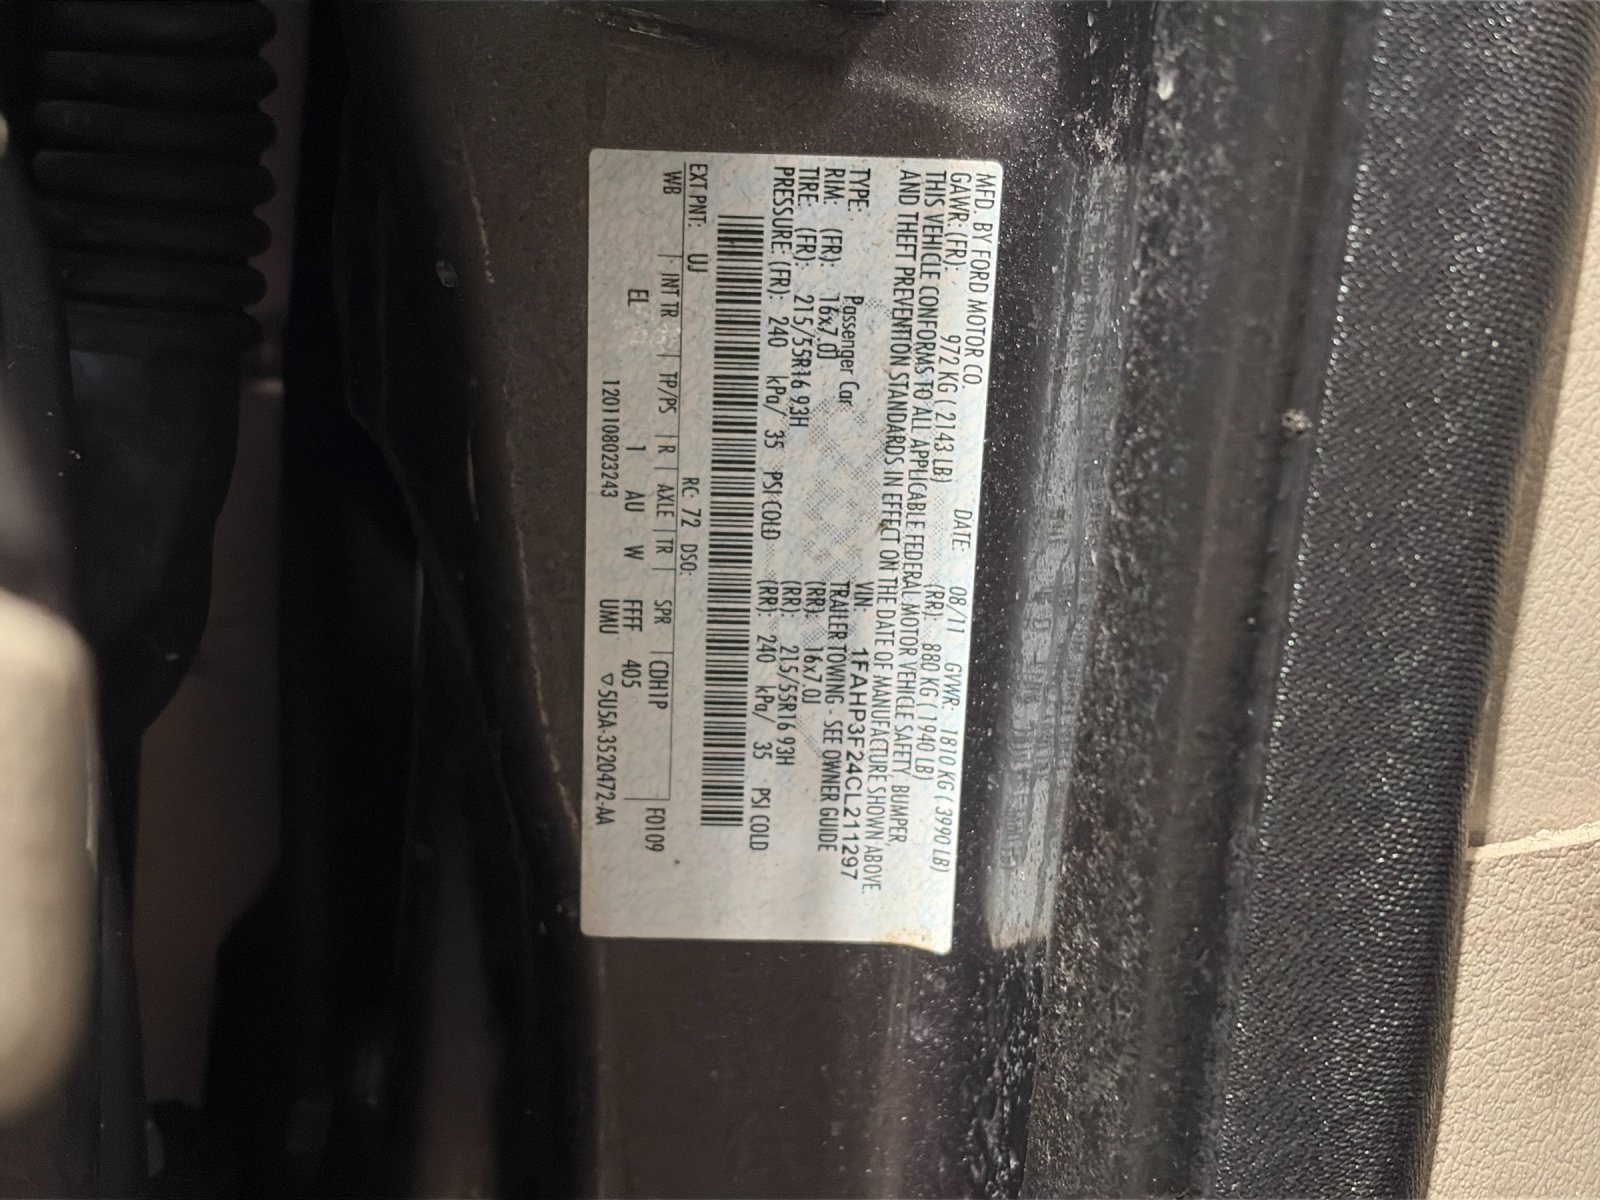 MFD. BY FORD MOTOR CO.
DATE: 08/11 GVWR: 1810 KG ( 3990 LB)
GAWR: (FR): 972 KG ( 2143 LB) (RR): 880 KG ( 1940 LB)
THIS VEHICLE CONFORMS TO ALL APPLICABLE FEDERAL MOTOR VEHICLE SAFETY, BUMPER,
AND THEFT PREVENTION STANDARDS IN EFFECT ON THE DATE OF MANUFACTURE SHOWN ABOVE.
VIN: 1FAHP3F24CL211297
TYPE: Passenger Car TRAILER TOWING - SEE OWNER GUIDE
RIM: (FR): 16x7.0J (RR): 16x7.0J
TIRE: (FR): 215/55R16 93H (RR): 215/55R16 93H
PRESSURE (FR): 240 kPa/ 35 PSI COLD (RR): 240 kPa/ 35 PSI COLD
EXT PNT: UJ RC: 72 DSO:
WB INT TR TP/PS R AXLE TR SPR CDH1P F0109
EL 1 AU W FFF 405
1201108023243 UMU ▽5U5A-3520472-AA